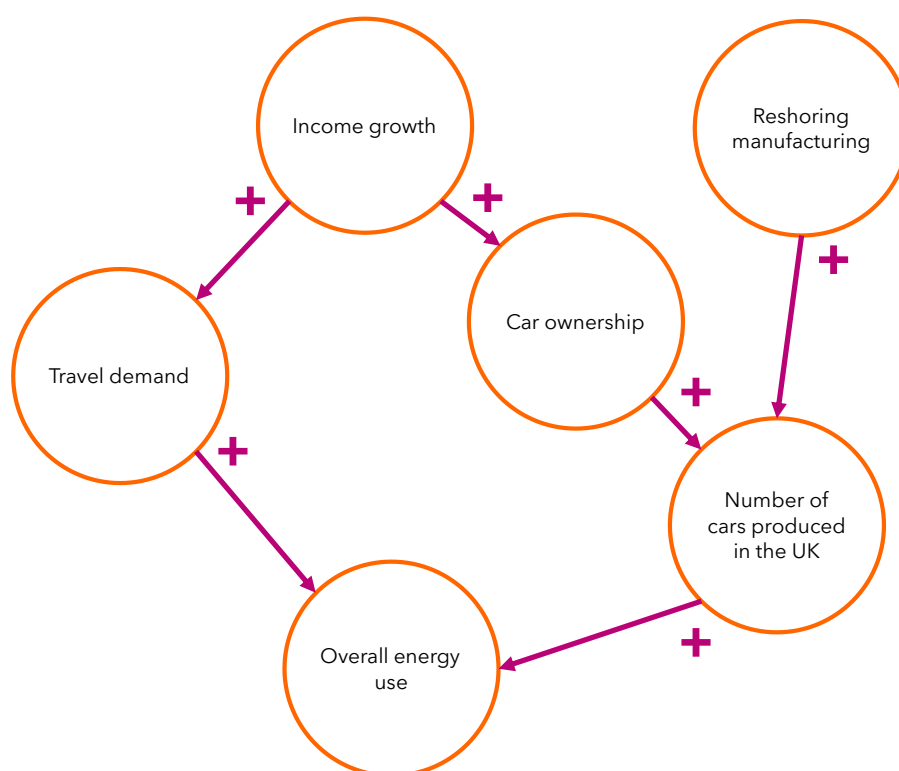 Income growth
Reshoring
manufacturing
+
+
+
Car ownership
Travel demand
+
+
Number of
cars produced
in the UK
+
Overall energy
use